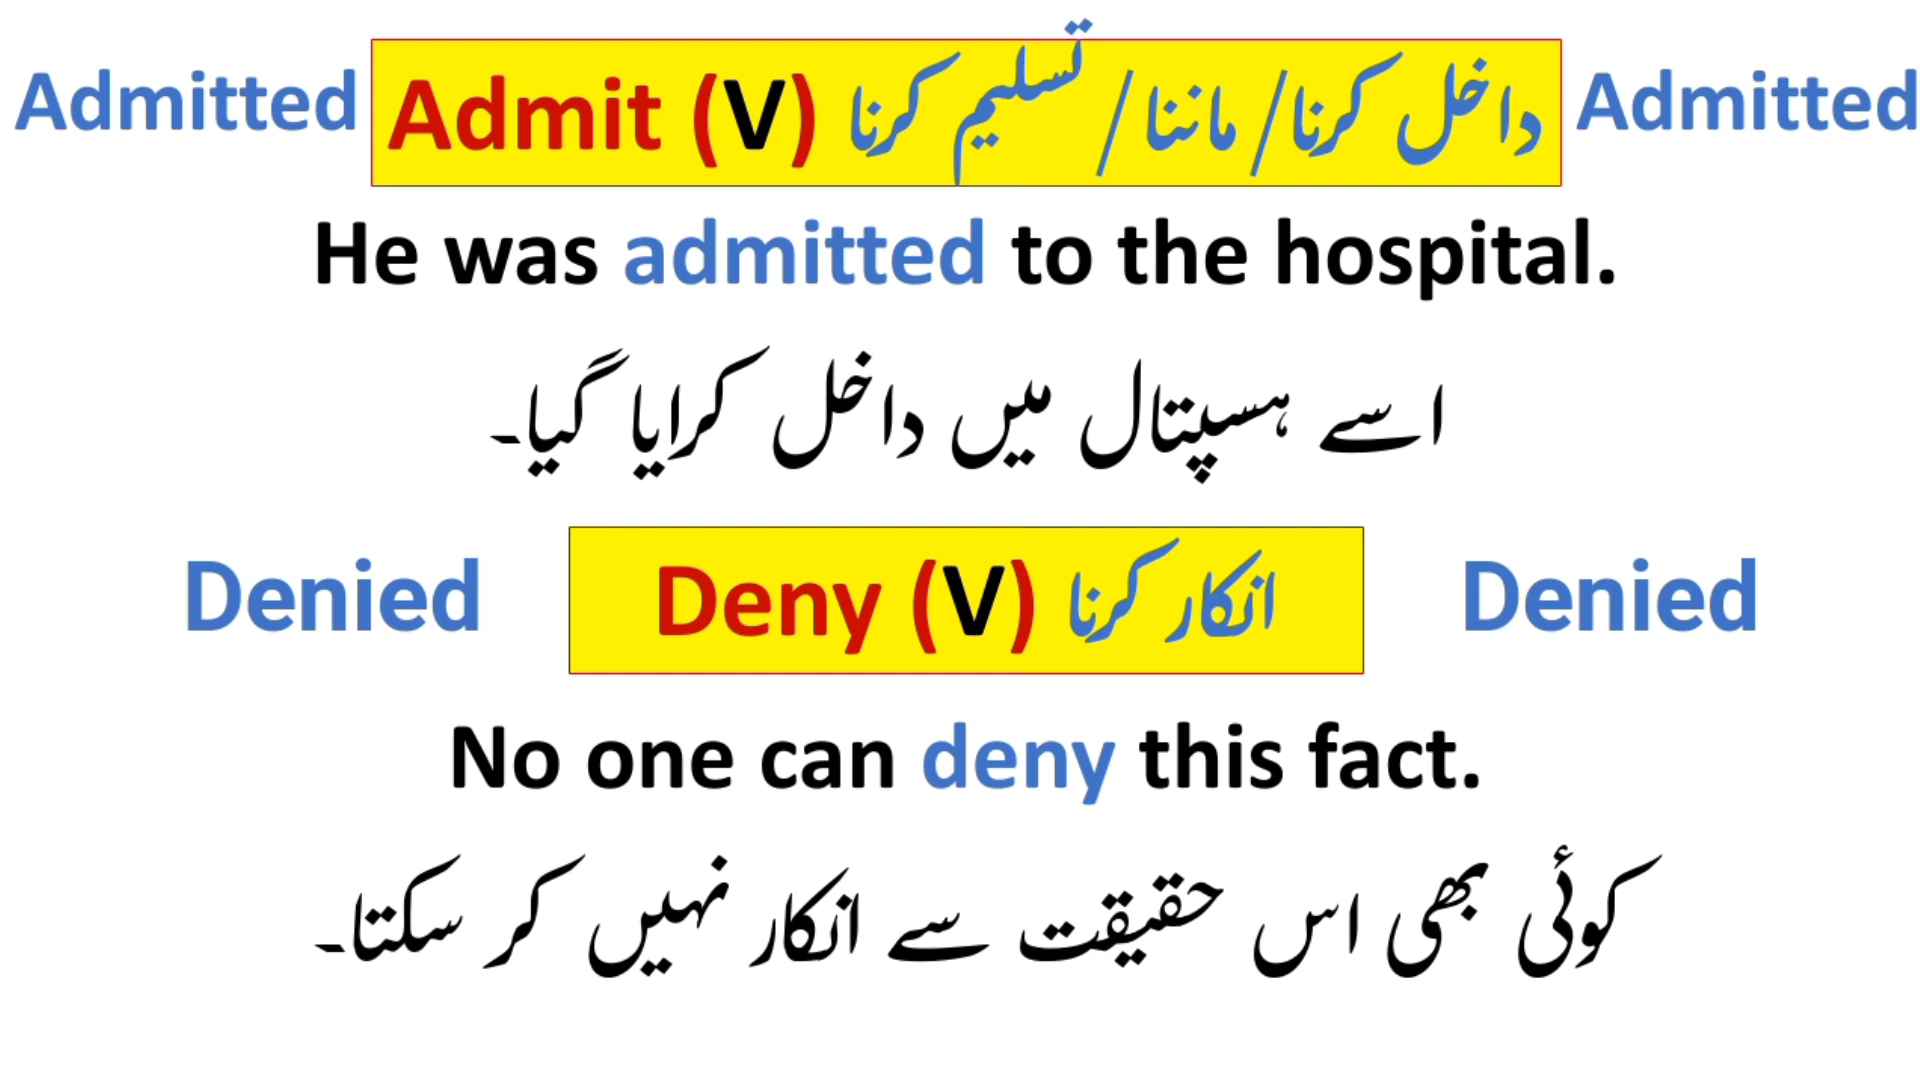 Admitted Admit (V) داخل کرنا/ ماننا/ تسلیم کرنا Admitted
He was admitted to the hospital.
اسے ہسپتال میں داخل کرایا گیا۔
Denied Deny (V) انکار کرنا Denied
No one can deny this fact.
کوئی بھی اس حقیقت سے انکار نہیں کر سکتا۔